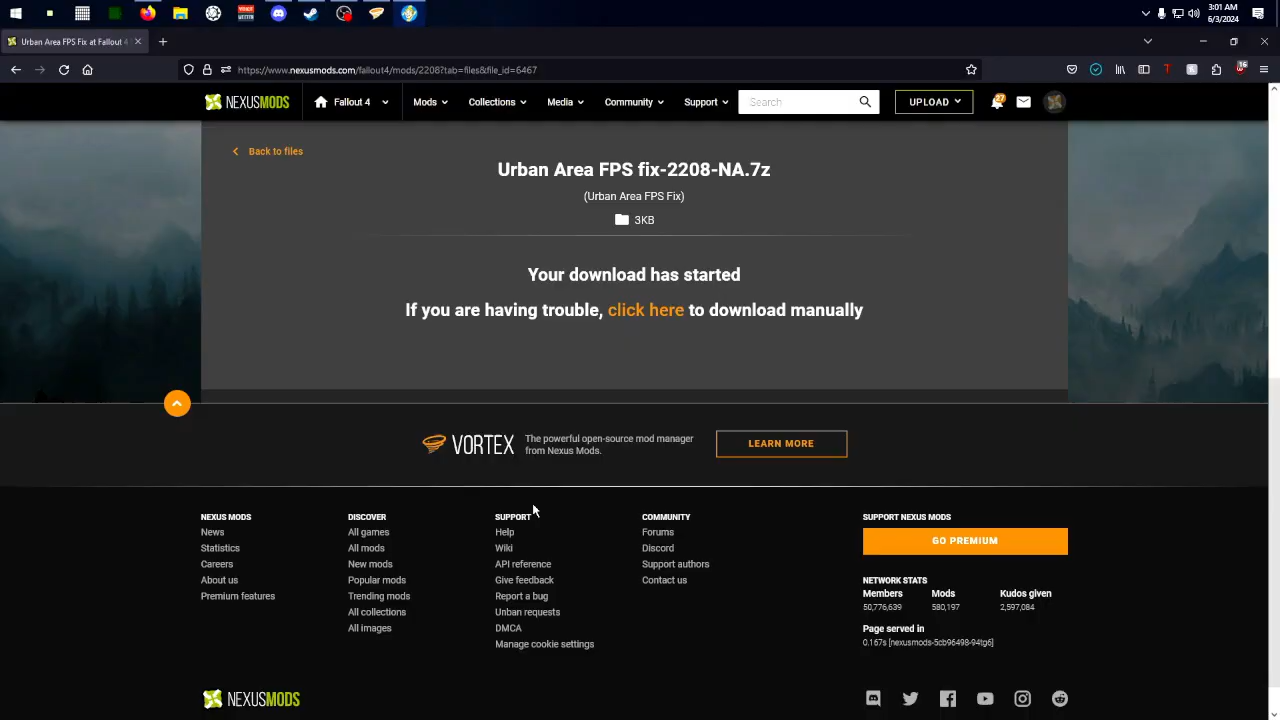 3:01 AM
6/3/2024
Urban Area FPS Fix at Fallout 4
https://www.nexusmods.com/fallout4/mods/2208?tab=files&file_id=6467
16
NEXUSMODS Fallout 4 Mods Collections Media Community Support Search UPLOAD 27
Back to files
Urban Area FPS fix-2208-NA.7z
(Urban Area FPS Fix)
3KB
Your download has started
If you are having trouble, click here to download manually
VORTEX
The powerful open-source mod manager
from Nexus Mods.
LEARN MORE
NEXUS MODS
News
Statistics
Careers
About us
Premium features
DISCOVER
All games
All mods
New mods
Popular mods
Trending mods
All collections
All images
SUPPORT
Help
Wiki
API reference
Give feedback
Report a bug
Unban requests
DMCA
Manage cookie settings
COMMUNITY
Forums
Discord
Support authors
Contact us
SUPPORT NEXUS MODS
GO PREMIUM
NETWORK STATS
Members Mods Kudos given
50,776,639 580,197 2,597,084
Page served in
0.167s [nexusmods-5cb96498-94tg6]
NEXUSMODS